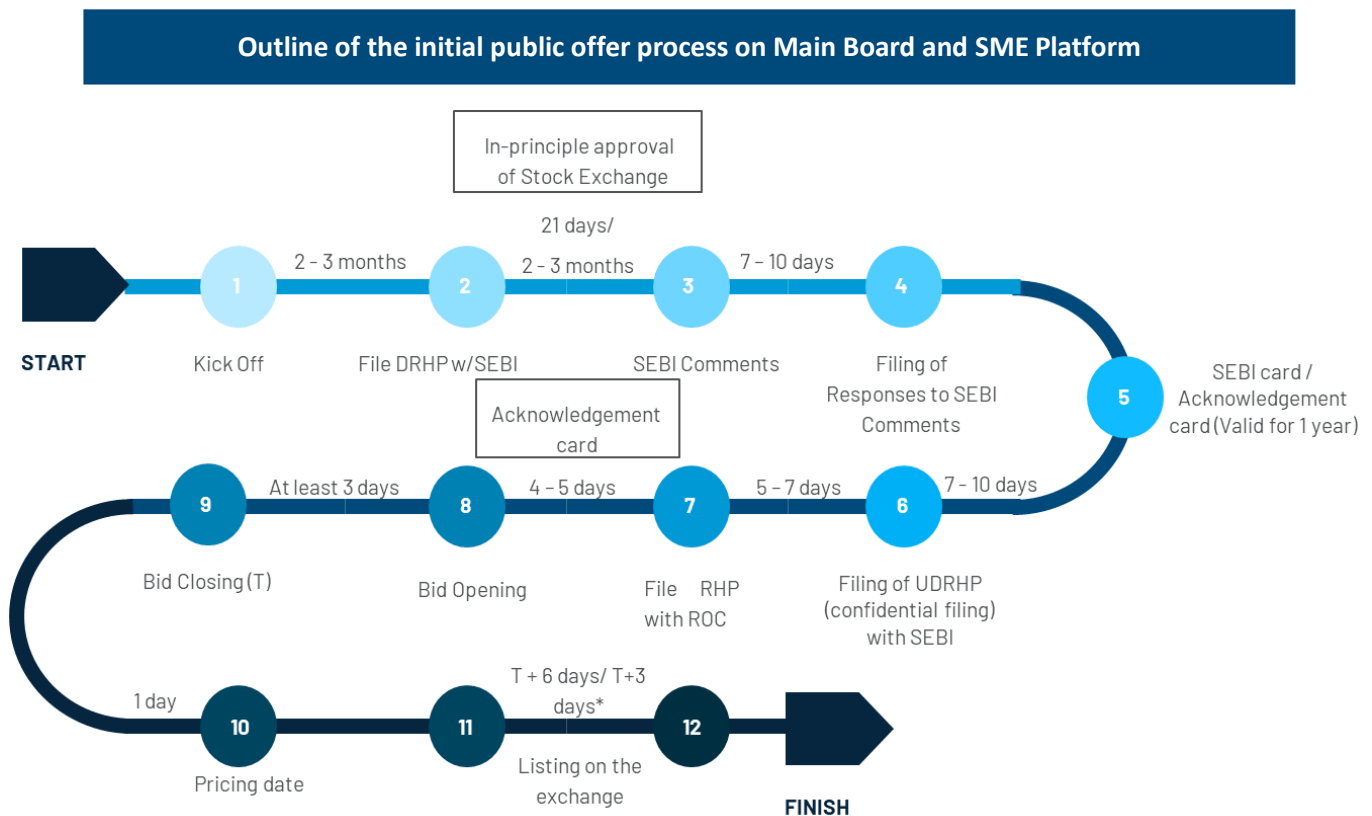 Outline of the initial public offer process on Main Board and SME Platform
In-principle approval
of Stock Exchange
21 days/
2 – 3 months
2 – 3 months
7 – 10 days
1
2
3
4
START
Kick Off
File DRHP w/SEBI
SEBI Comments
Filing of
Responses to SEBI
Comments
5
SEBI card /
Acknowledgement
card (Valid for 1 year)
Acknowledgement
card
7 - 10 days
5 – 7 days
4 – 5 days
At least 3 days
6
7
8
9
Filing of UDRHP
(confidential filing)
with SEBI
File RHP
with ROC
Bid Opening
Bid Closing (T)
1 day
T + 6 days/ T+3
days*
10
11
12
Pricing date
Listing on the
exchange
FINISH